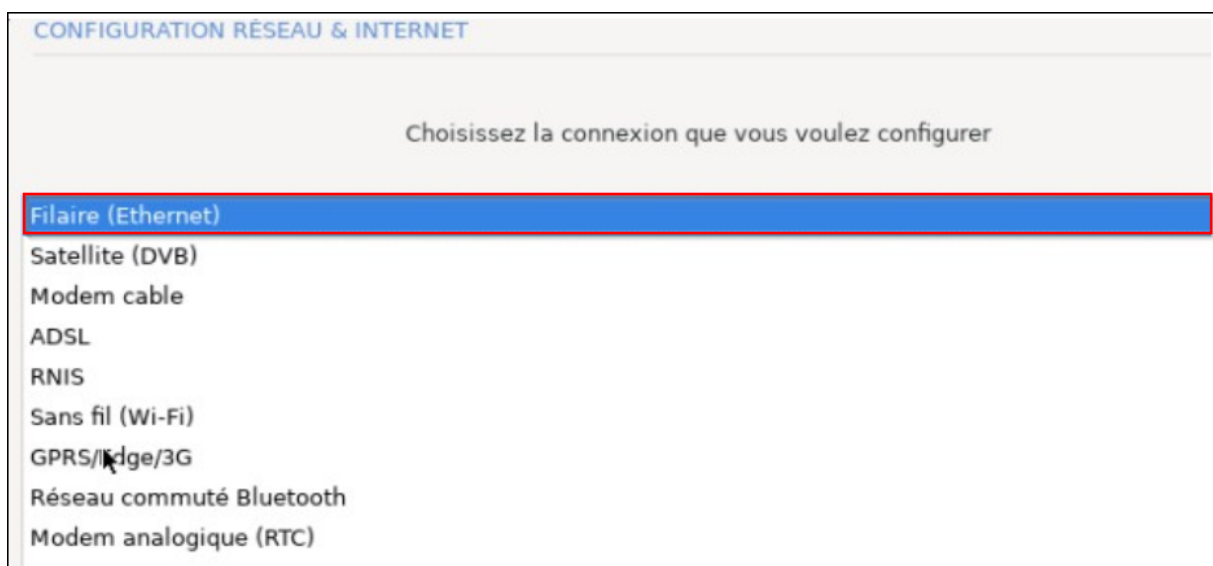 CONFIGURATION RÉSEAU & INTERNET
Choisissez la connexion que vous voulez configurer
Filaire (Ethernet)
Satellite (DVB)
Modem cable
ADSL
RNIS
Sans fil (Wi-Fi)
GPRS/Edge/3G
Réseau commuté Bluetooth
Modem analogique (RTC)